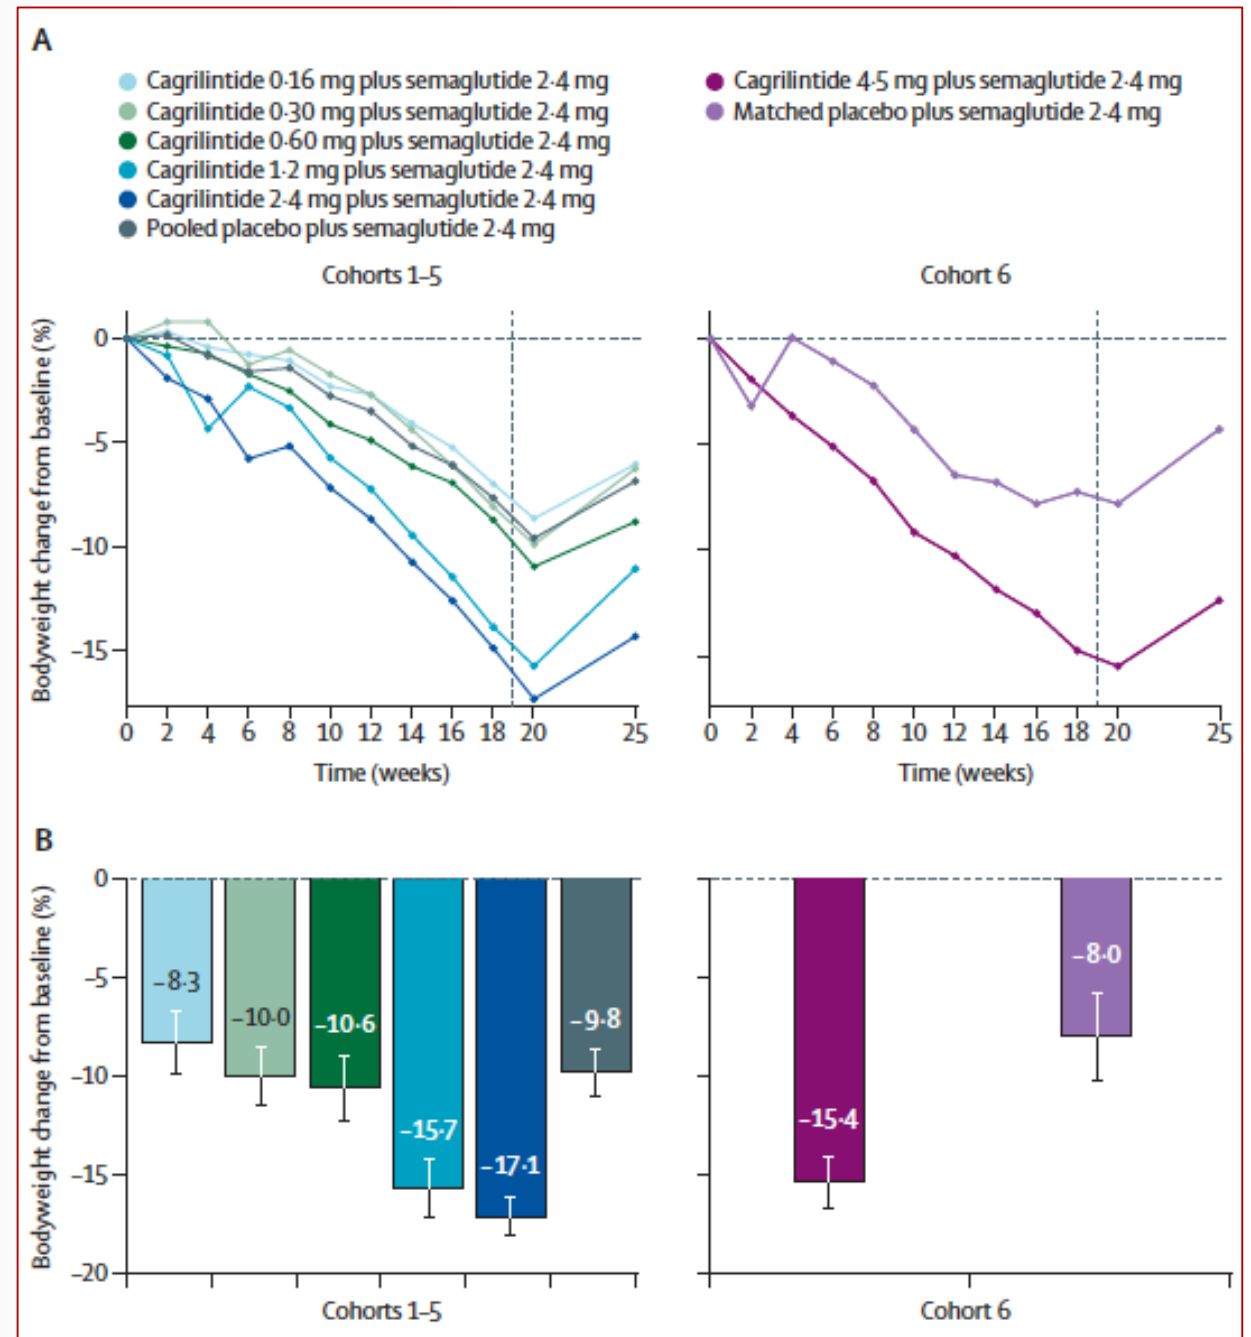 A
Cagrilintide 0·16 mg plus semaglutide 2·4 mg
Cagrilintide 0·30 mg plus semaglutide 2·4 mg
Cagrilintide 0·60 mg plus semaglutide 2·4 mg
Cagrilintide 1·2 mg plus semaglutide 2·4 mg
Cagrilintide 2·4 mg plus semaglutide 2·4 mg
Pooled placebo plus semaglutide 2·4 mg
Cagrilintide 4·5 mg plus semaglutide 2·4 mg
Matched placebo plus semaglutide 2·4 mg
Cohorts 1–5
Bodyweight change from baseline (%)
0
–5
–10
–15
0 2 4 6 8 10 12 14 16 18 20 25
Time (weeks)
Cohort 6
0 2 4 6 8 10 12 14 16 18 20 25
Time (weeks)
B
Bodyweight change from baseline (%)
0
–5
–10
–15
–20
–8·3
–10·0
–10·6
–15·7
–17·1
–9·8
Cohorts 1–5
–15·4
–8·0
Cohort 6